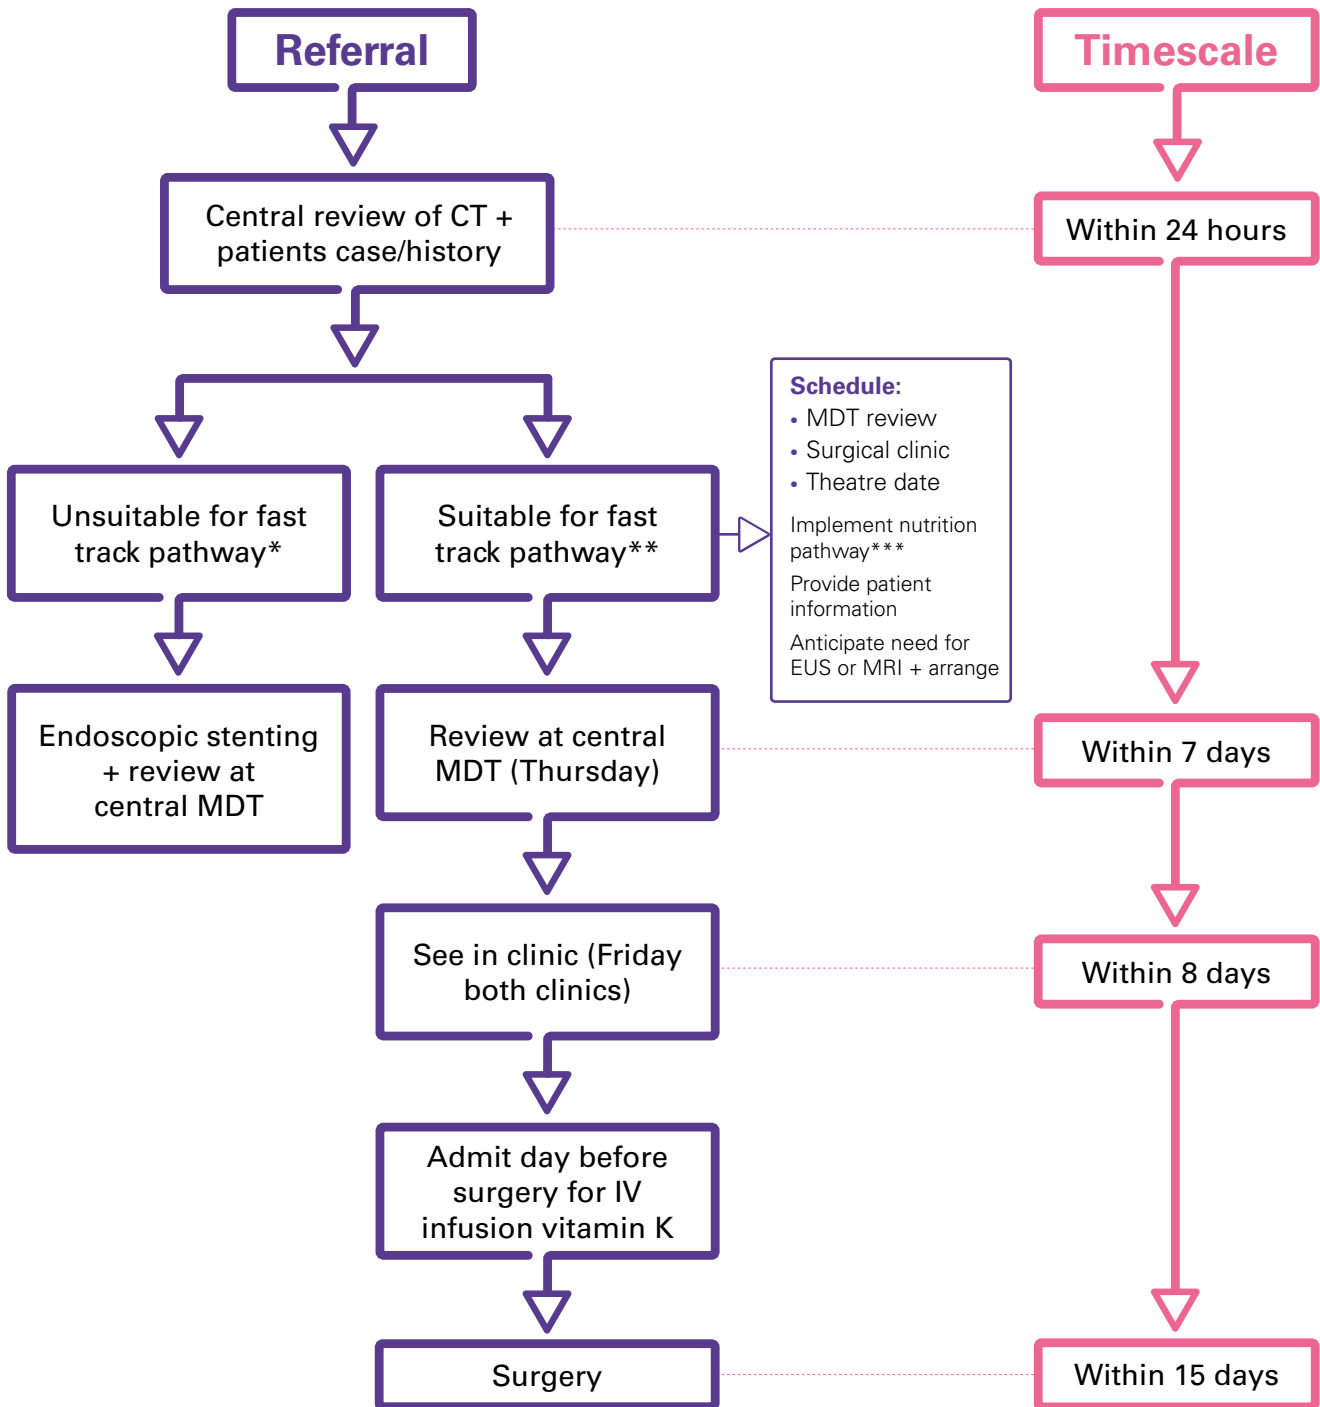 Referral
Timescale
Central review of CT +
patients case/history
Within 24 hours
Schedule:
• MDT review
• Surgical clinic
• Theatre date
Implement nutrition
pathway***
Provide patient
information
Anticipate need for
EUS or MRI + arrange
Unsuitable for fast
track pathway*
Suitable for fast
track pathway**
Endoscopic stenting
+ review at
central MDT
Review at central
MDT (Thursday)
Within 7 days
See in clinic (Friday
both clinics)
Within 8 days
Admit day before
surgery for IV
infusion vitamin K
Surgery
Within 15 days